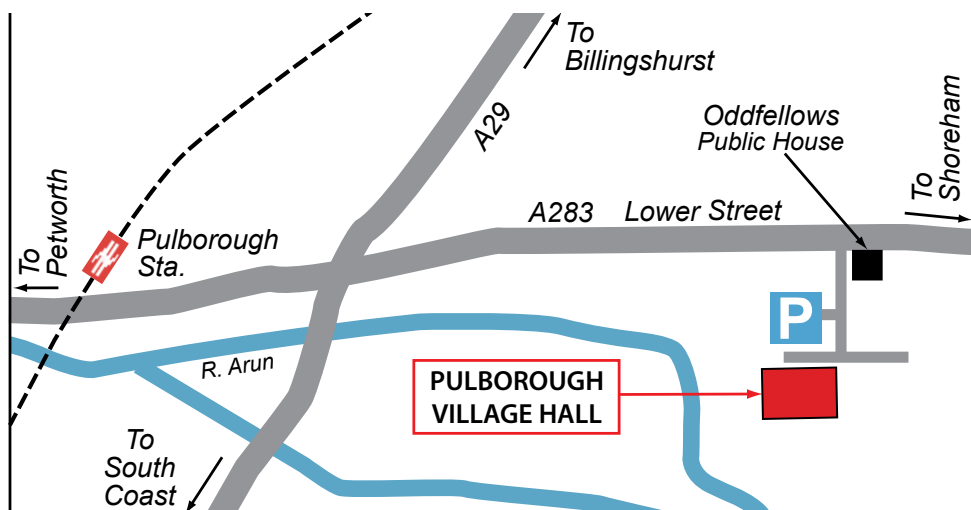 To
Billingshurst
A29
Oddfellows
Public House
To
Shoreham
A283 Lower Street
To
Petworth
Pulborough
Sta.
P
R. Arun
PULBOROUGH
VILLAGE HALL
To
South
Coast